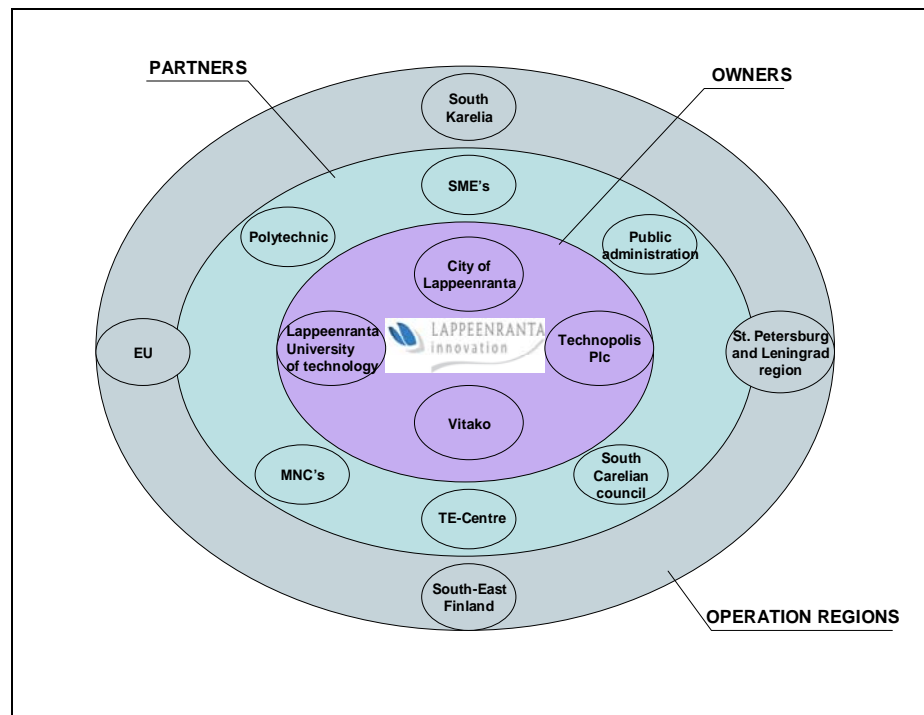 PARTNERS
OWNERS
South
Karelia
SME's
Polytechnic
Public
administration
City of
Lappeenranta
Lappeenranta
University
of technology
LAPPEENRANTA
innovation
Technopolis
Plc
EU
St. Petersburg
and Leningrad
region
Vitako
MNC's
South
Carelian
council
TE-Centre
South-East
Finland
OPERATION REGIONS